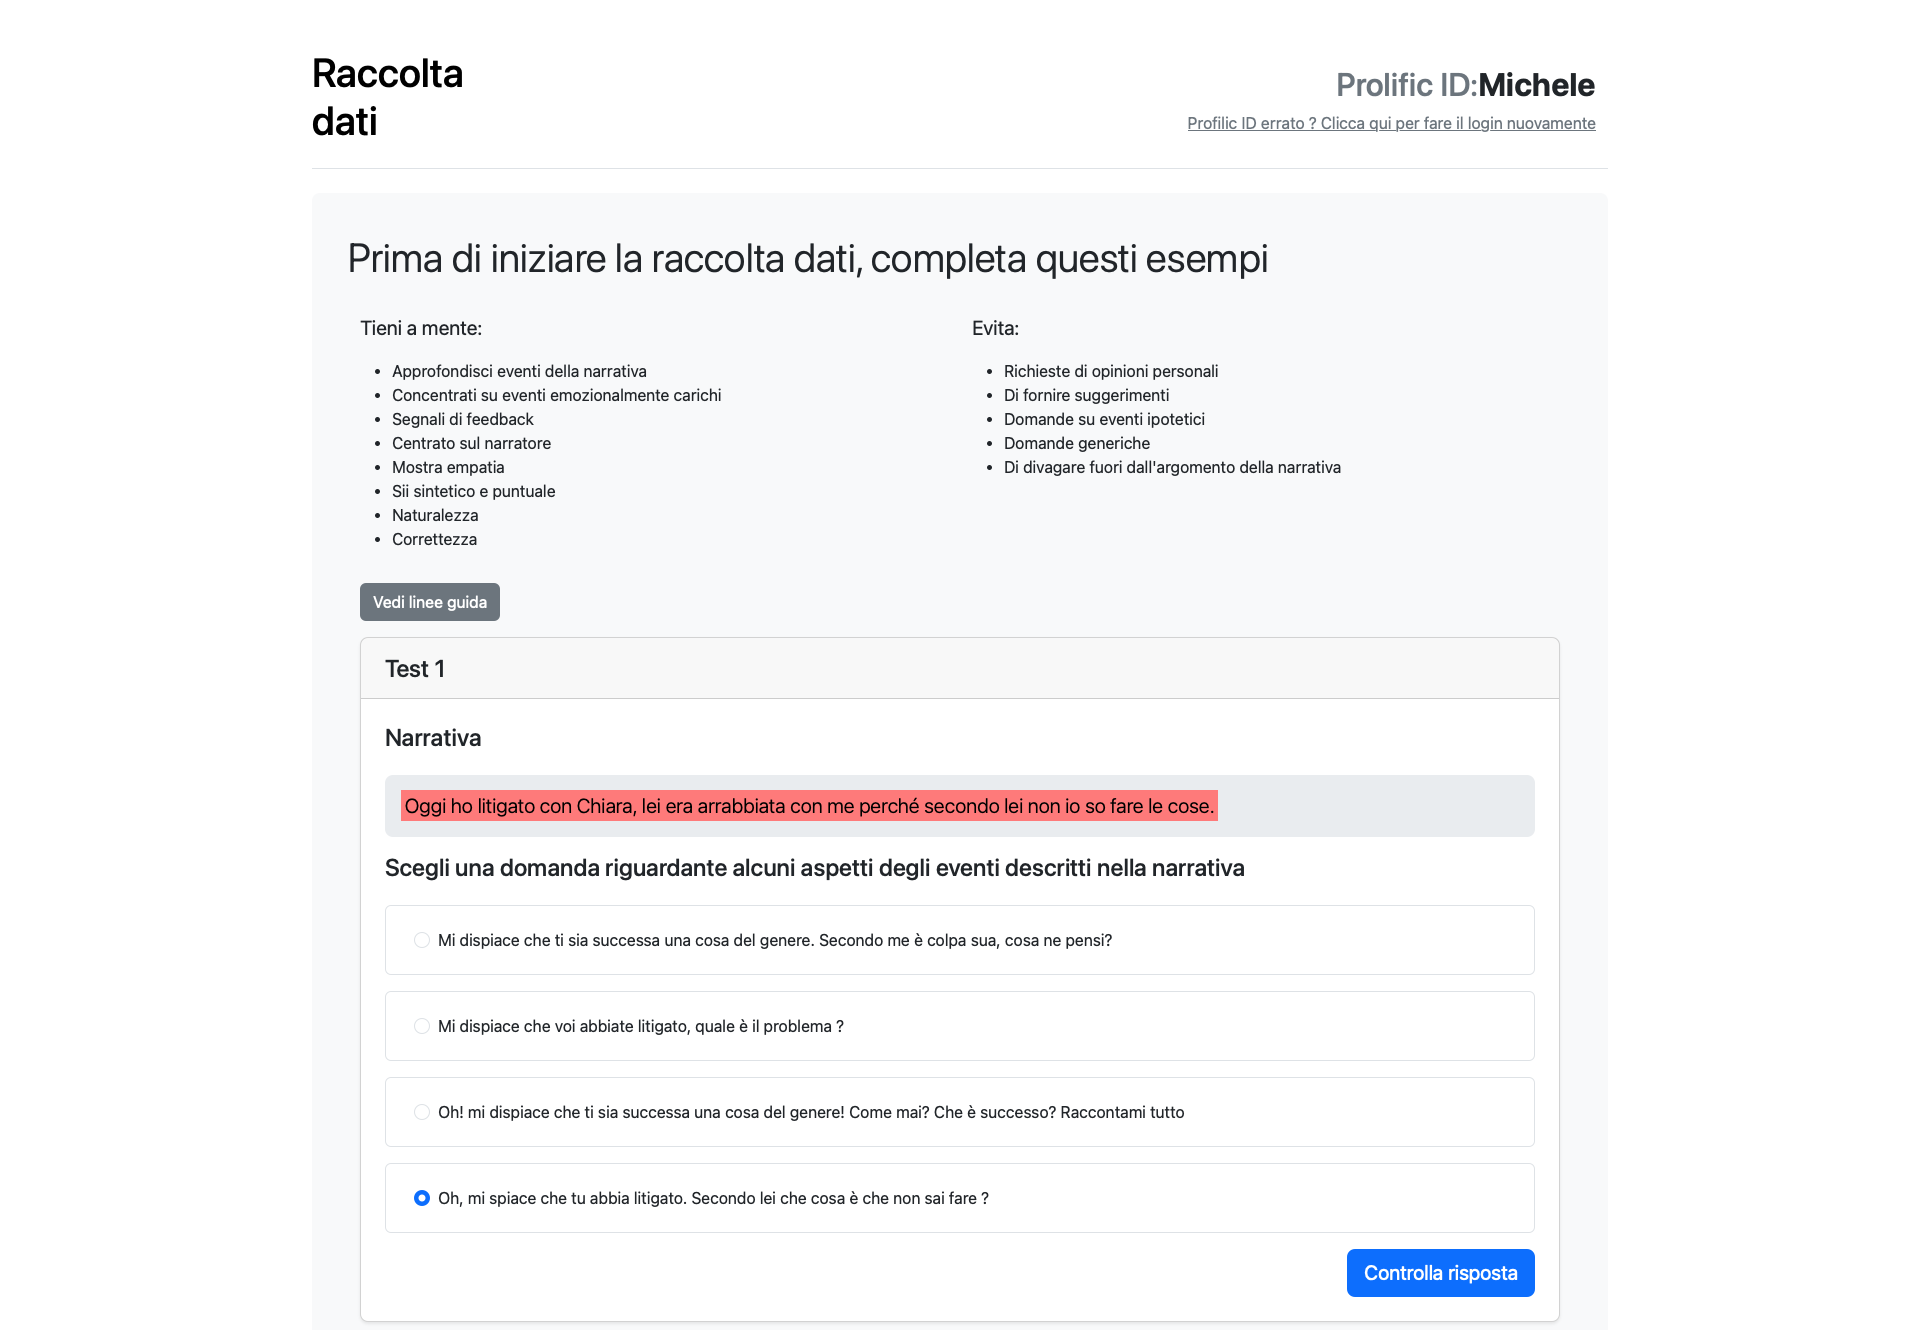 Raccolta
dati
Prolific ID:Michele
Profilic ID errato ? Clicca qui per fare il login nuovamente
Prima di iniziare la raccolta dati, completa questi esempi
Tieni a mente:
• Approfondisci eventi della narrativa
• Concentrati su eventi emozionalmente carichi
• Segnali di feedback
• Centrato sul narratore
• Mostra empatia
• Sii sintetico e puntuale
• Naturalezza
• Correttezza
Evita:
• Richieste di opinioni personali
• Di fornire suggerimenti
• Domande su eventi ipotetici
• Domande generiche
• Di divagare fuori dall'argomento della narrativa
Vedi linee guida
Test 1
Narrativa
Oggi ho litigato con Chiara, lei era arrabbiata con me perché secondo lei non io so fare le cose.
Scegli una domanda riguardante alcuni aspetti degli eventi descritti nella narrativa
Mi dispiace che ti sia successa una cosa del genere. Secondo me è colpa sua, cosa ne pensi?
Mi dispiace che voi abbiate litigato, quale è il problema ?
Oh! mi dispiace che ti sia successa una cosa del genere! Come mai? Che è successo? Raccontami tutto
Oh, mi spiace che tu abbia litigato. Secondo lei che cosa è che non sai fare ?
Controlla risposta